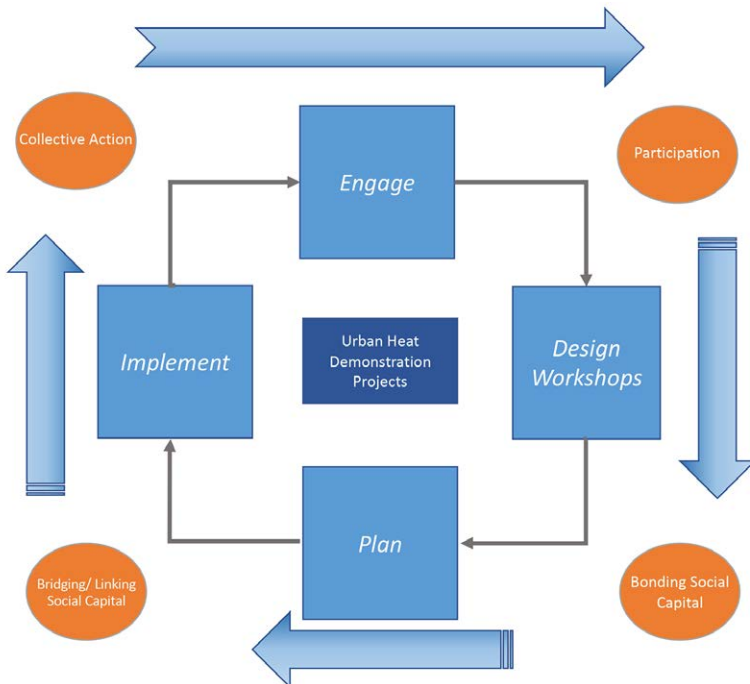 Collective Action
Engage
Participation
Implement
Urban Heat
Demonstration
Projects
Design
Workshops
Plan
Bridging/ Linking
Social Capital
Bonding Social
Capital